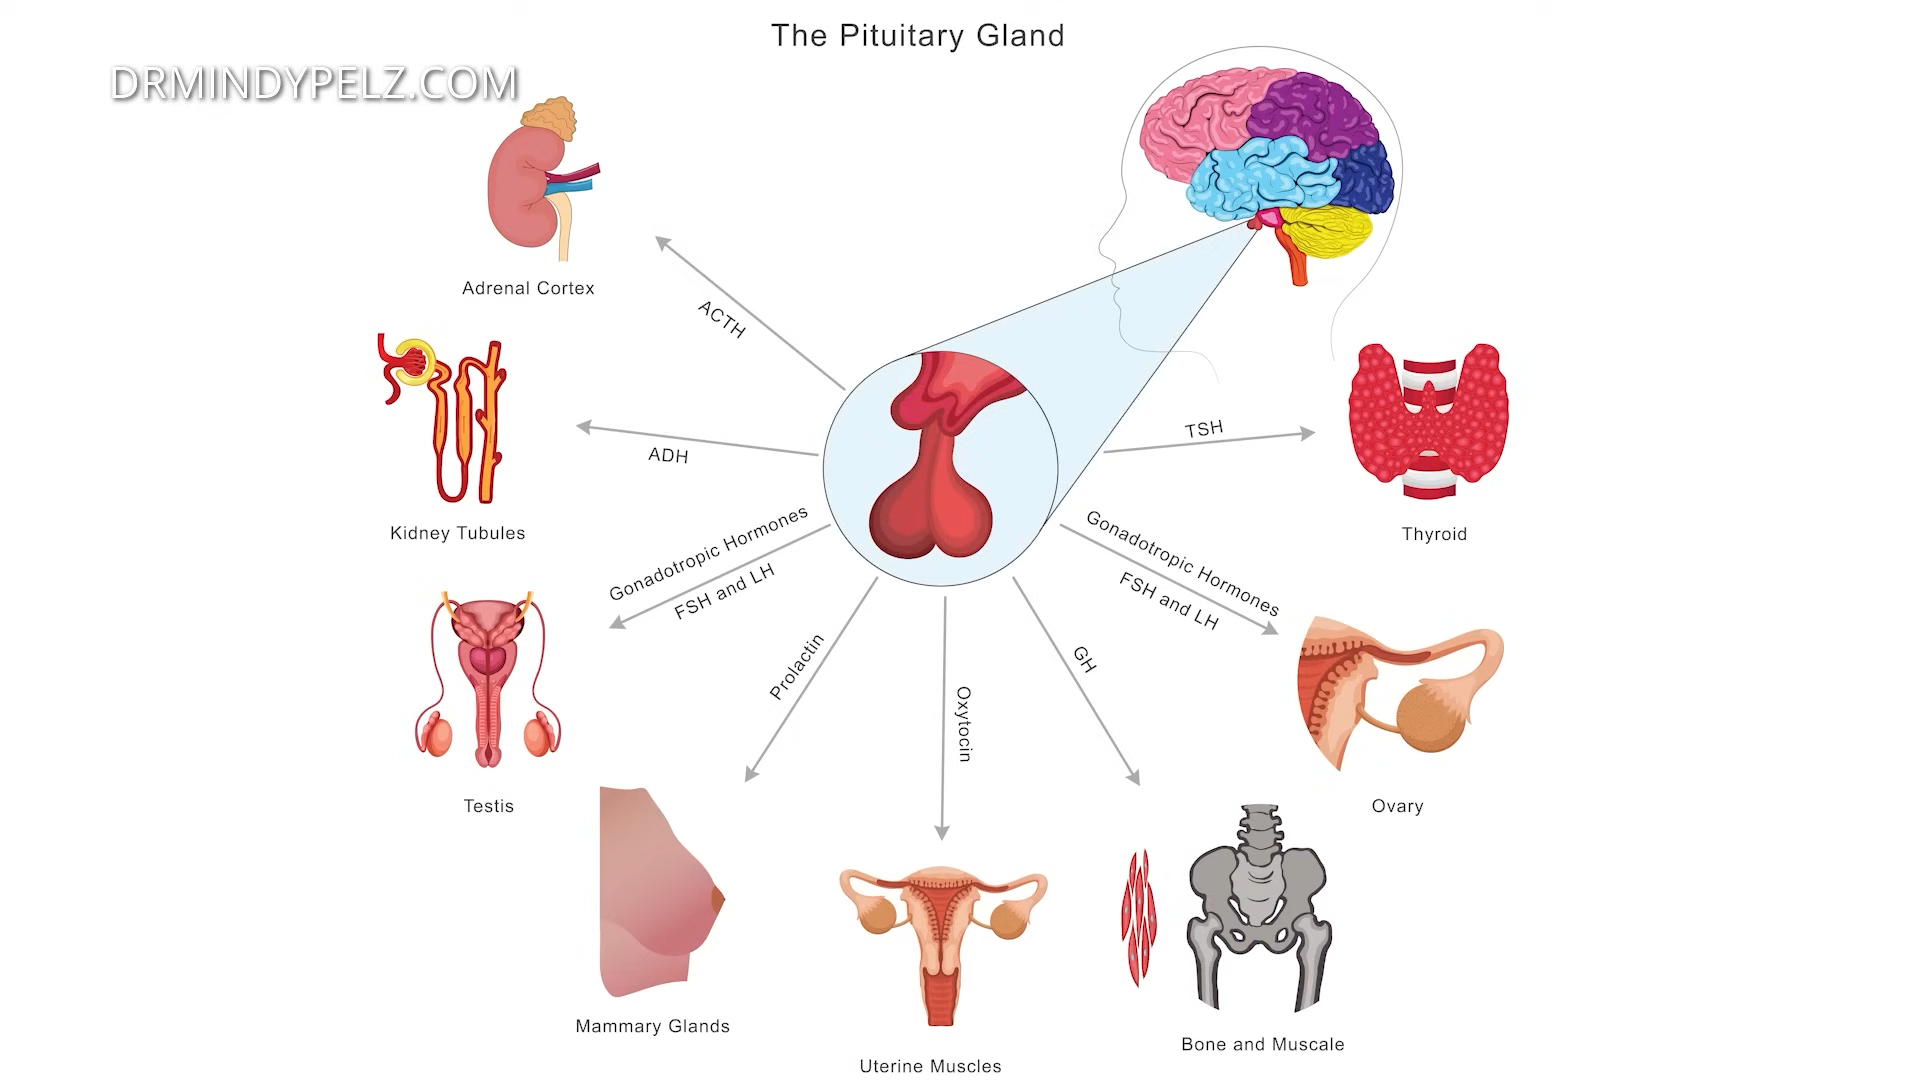 The Pituitary Gland
DRMINDYPELZ.COM
Adrenal Cortex
ACTH
Kidney Tubules
ADH
TSH
Thyroid
Gonadotropic Hormones
FSH and LH
Testis
Gonadotropic Hormones
FSH and LH
Ovary
Prolactin
Oxytocin
GH
Mammary Glands
Uterine Muscles
Bone and Muscale